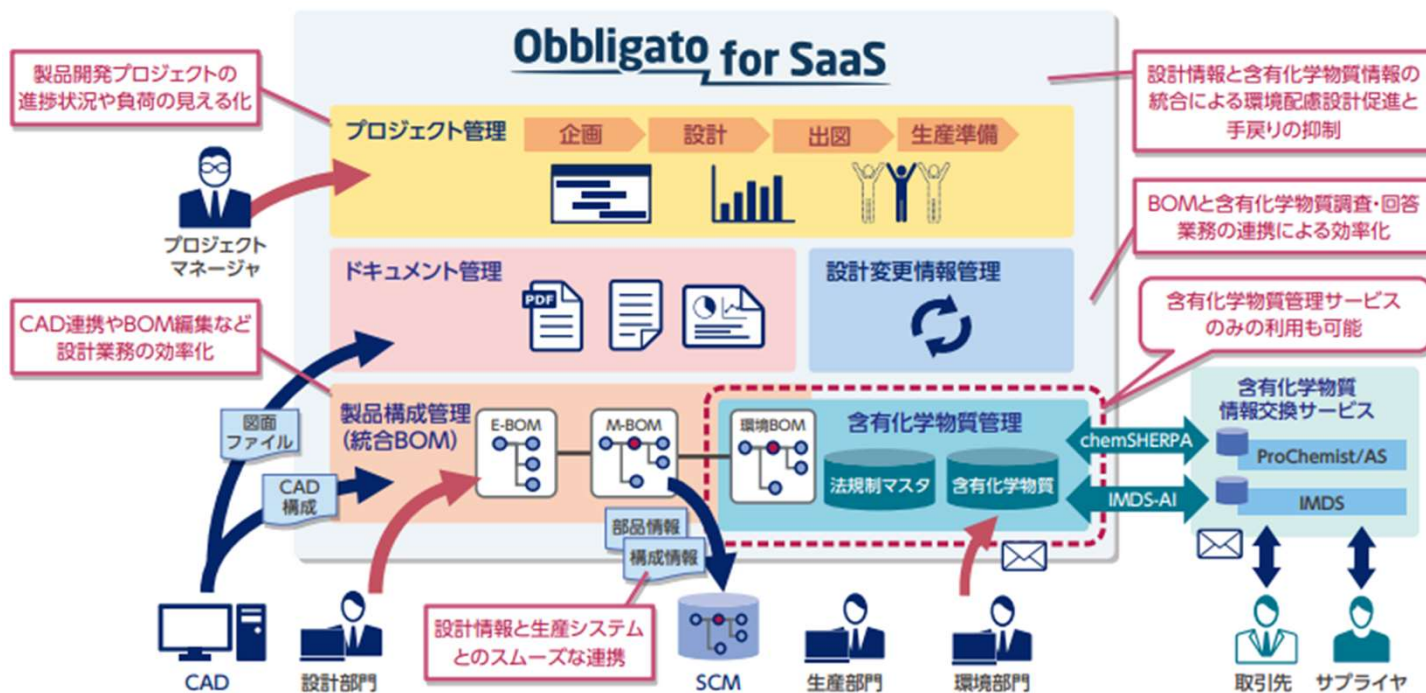 Obbligato for SaaS
製品開発プロジェクトの
進捗状況や負荷の見える化
設計情報と含有化学物質情報の
統合による環境配慮設計促進と
手戻りの抑制
プロジェクト管理
企画
設計
出図
生産準備
プロジェクト
マネージャ
BOMと含有化学物質調査・回答
業務の連携による効率化
ドキュメント管理
PDF
設計変更情報管理
含有化学物質管理サービス
のみの利用も可能
CAD連携やBOM編集など
設計業務の効率化
製品構成管理
(統合BOM)
E-BOM
M-BOM
環境BOM
含有化学物質管理
法規制マスタ
含有化学物質
chemSHERPA
IMDS-AI
含有化学物質
情報交換サービス
ProChemist/AS
IMDS
図面
ファイル
CAD
構成
部品情報
構成情報
設計情報と生産システム
とのスムーズな連携
CAD
設計部門
SCM
生産部門
環境部門
取引先
サプライヤ